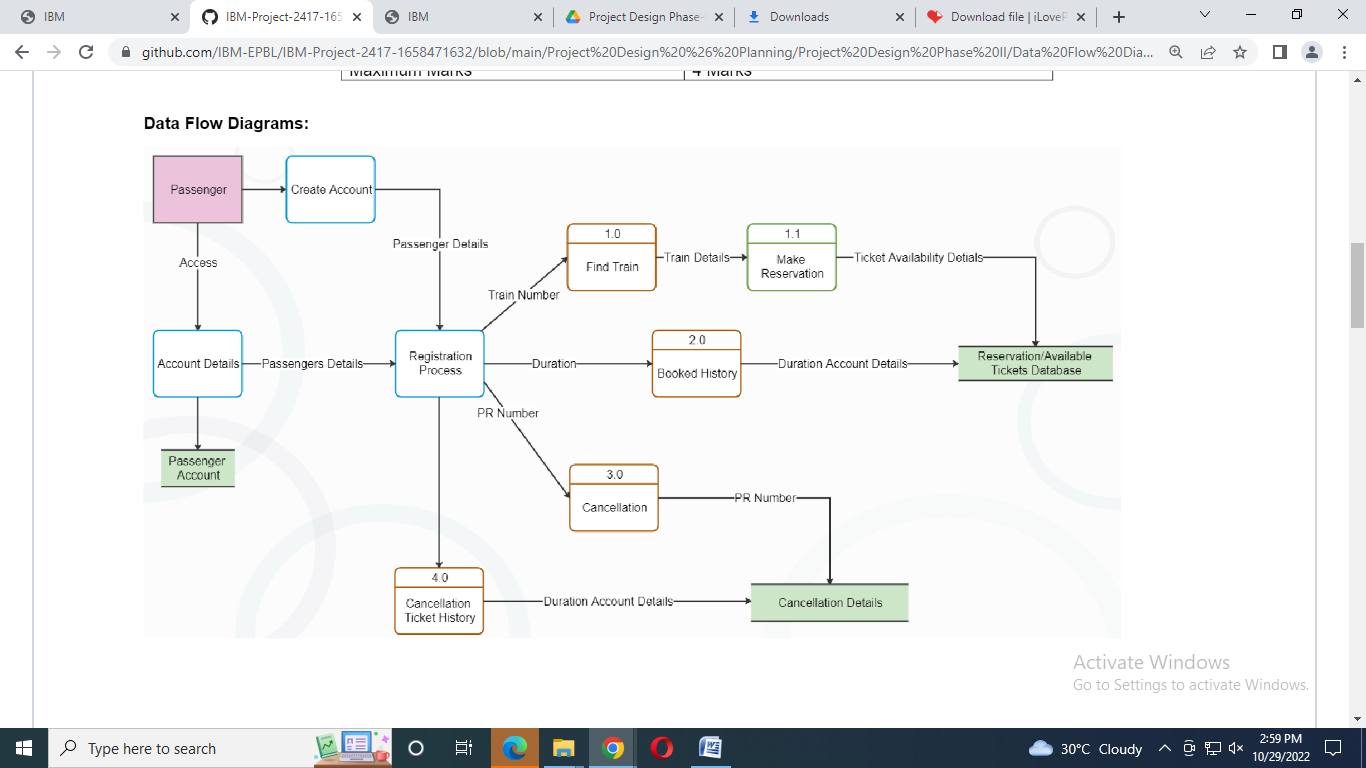 IBM
IBM-Project-2417-165
IBM
Project Design Phase-
Downloads
Download file | iLoveP
github.com/IBM-EPBL/IBM-Project-2417-1658471632/blob/main/Project%20Design%20%26%20Planning/Project%20Design%20Phase%20II/Data%20Flow%20Dia...
Maximum Marks
4 Marks
Data Flow Diagrams:
Passenger
Create Account
Passenger Details
Access
1.0
Find Train
Train Details
1.1
Make
Reservation
Ticket Availability Detials
Train Number
Account Details
Passengers Details
Registration
Process
Duration
2.0
Booked History
Duration Account Details
Reservation/Available
Tickets Database
PR Number
Passenger
Account
3.0
Cancellation
PR Number
4.0
Cancellation
Ticket History
Duration Account Details
Cancellation Details
Activate Windows
Go to Settings to activate Windows.
Type here to search
30°C Cloudy
2:59 PM
10/29/2022